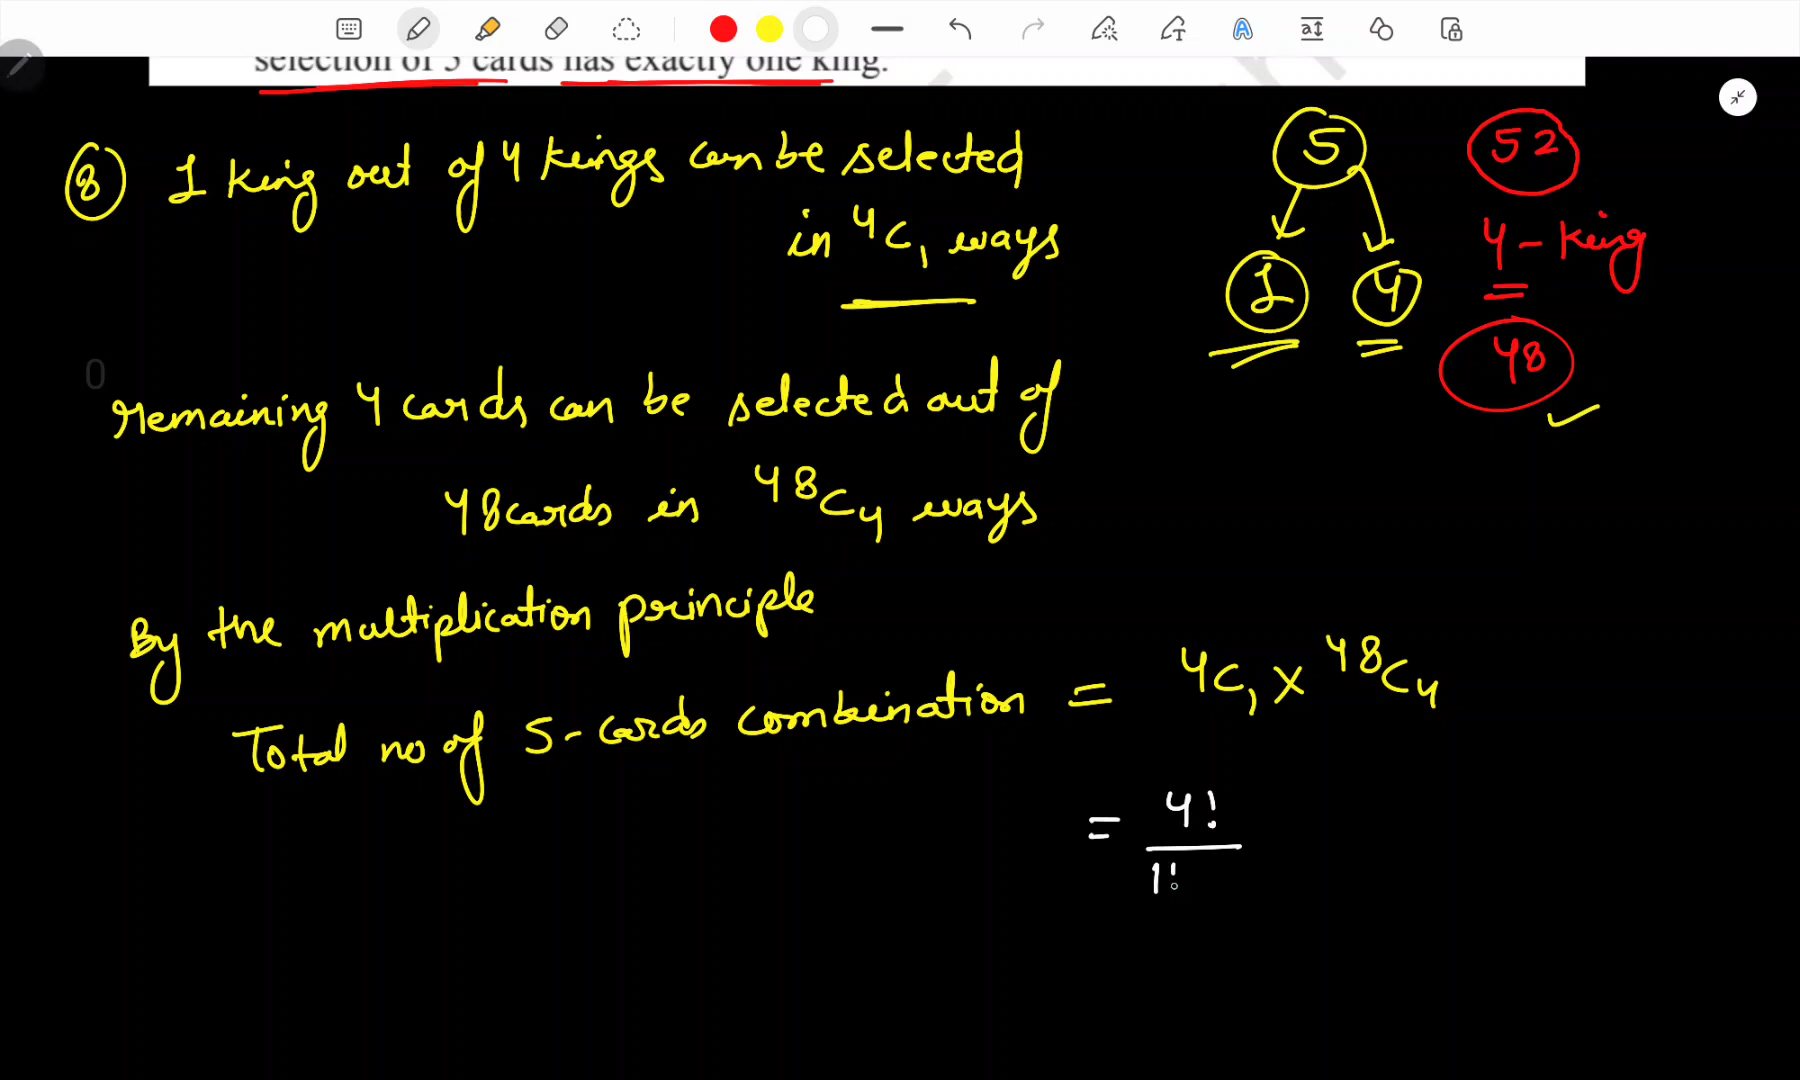 selection of 5 cards has exactly one king.
8 1 king out of 4 kings can be selected
in ⁴C₁ ways
5
1 4
52
4 - king
48
remaining 4 cards can be selected out of
48 cards in ⁴⁸C₄ ways
By the multiplication principle
Total no of 5-cards combination = ⁴C₁ × ⁴⁸C₄
= 4!
1!
0